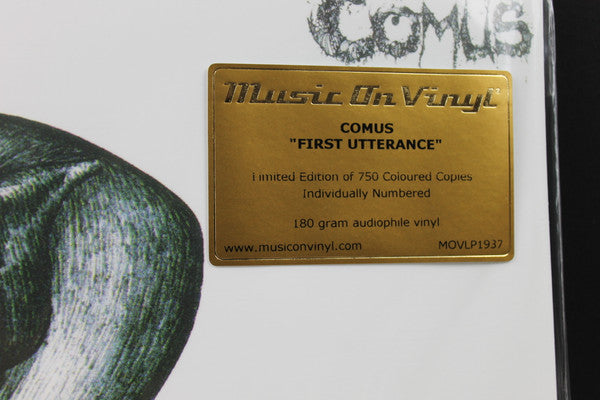 COMUS
Music On Vinyl
COMUS
"FIRST UTTERANCE"
Limited Edition of 750 Coloured Copies
Individually Numbered
180 gram audiophile vinyl
www.musiconvinyl.com MOVLP1937